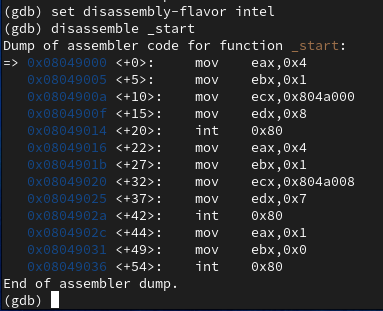 (gdb) set disassembly-flavor intel
(gdb) disassemble _start
Dump of assembler code for function _start:
=> 0x08049000 <+0>:     mov    eax,0x4
   0x08049005 <+5>:     mov    ebx,0x1
   0x0804900a <+10>:    mov    ecx,0x804a000
   0x0804900f <+15>:    mov    edx,0x8
   0x08049014 <+20>:    int    0x80
   0x08049016 <+22>:    mov    eax,0x4
   0x0804901b <+27>:    mov    ebx,0x1
   0x08049020 <+32>:    mov    ecx,0x804a008
   0x08049025 <+37>:    mov    edx,0x7
   0x0804902a <+42>:    int    0x80
   0x0804902c <+44>:    mov    eax,0x1
   0x08049031 <+49>:    mov    ebx,0x0
   0x08049036 <+54>:    int    0x80
End of assembler dump.
(gdb)